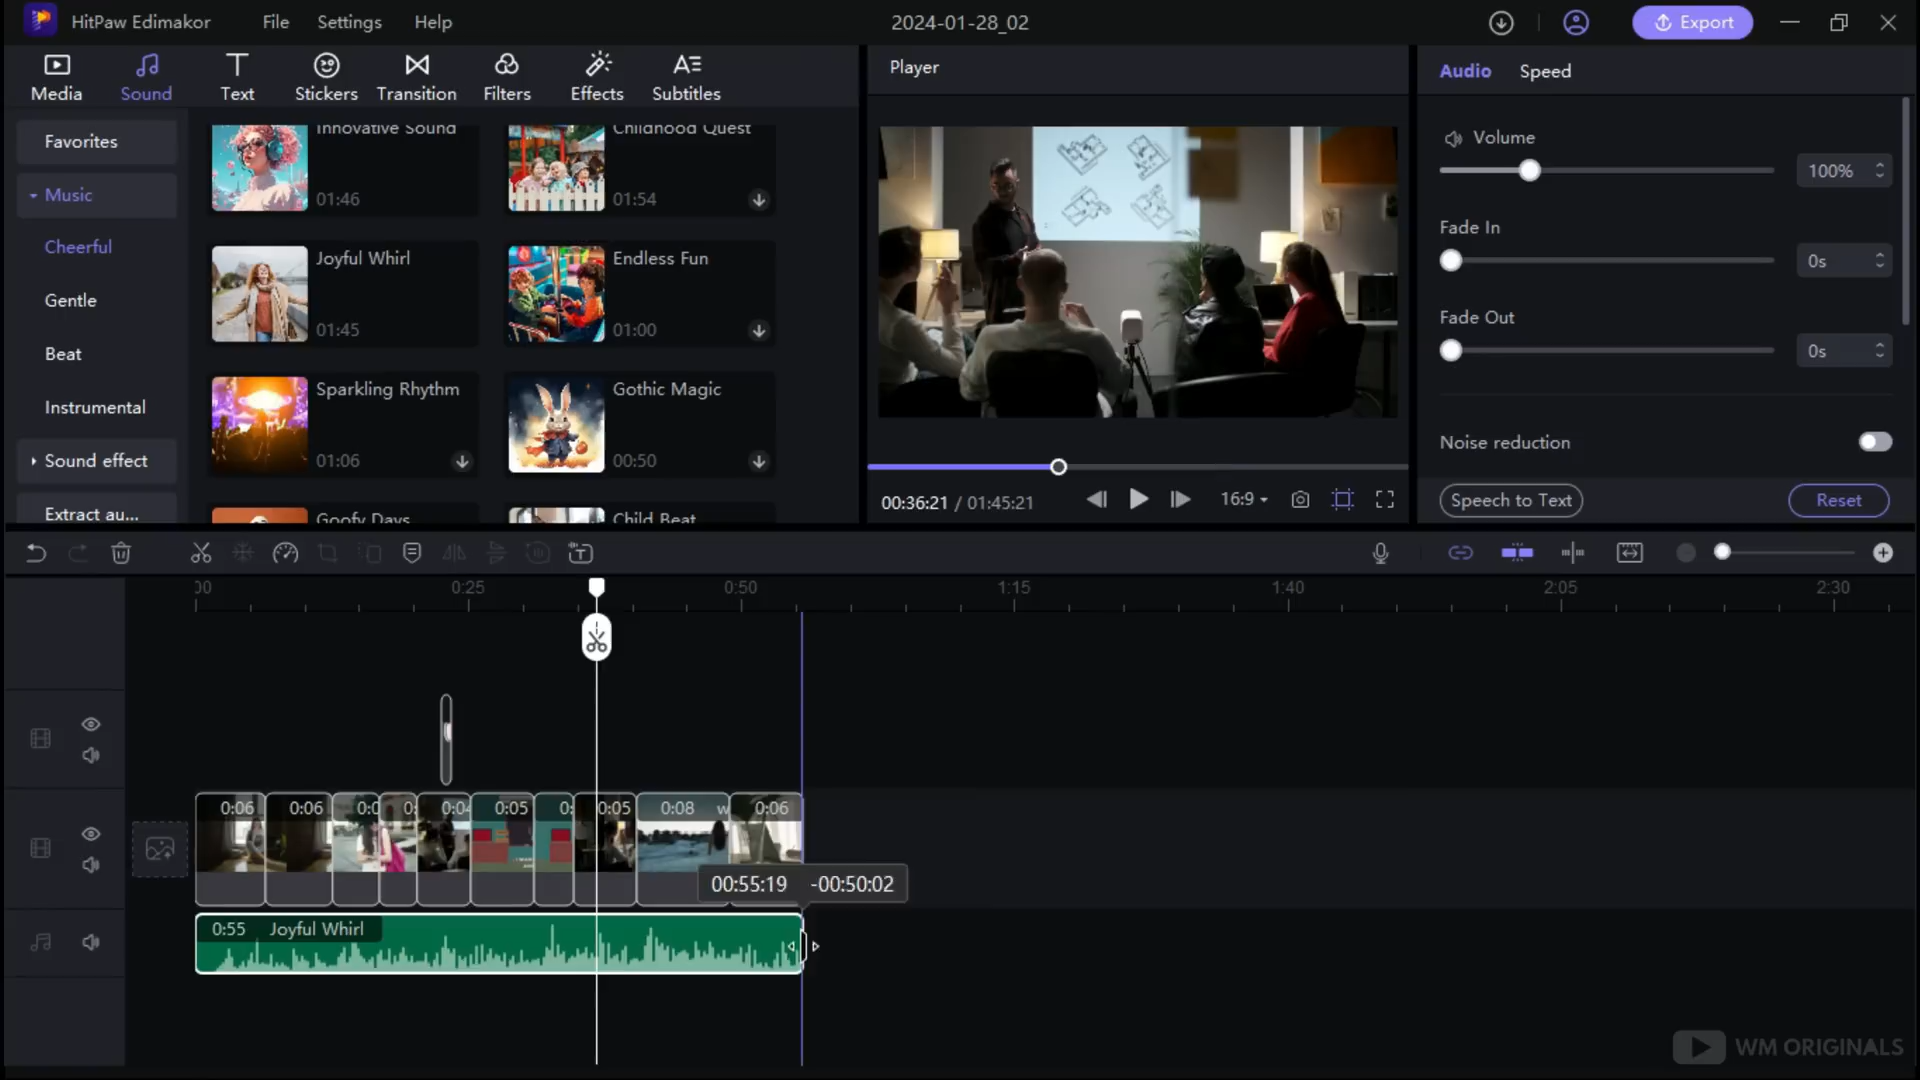 HitPaw Edimakor File Settings Help 2024-01-28_02 Export
Media Sound Text Stickers Transition Filters Effects Subtitles
Favorites
Music
Cheerful
Gentle
Beat
Instrumental
Sound effect
Extract au...
Innovative Sound
01:46
Childhood Quest
01:54
Joyful Whirl
01:45
Endless Fun
01:00
Sparkling Rhythm
01:06
Gothic Magic
00:50
Goofy Days
Child Beat
Player
00:36:21 / 01:45:21 16:9
Audio Speed
Volume
100%
Fade In
0s
Fade Out
0s
Noise reduction
Speech to Text Reset
00 0:25 0:50 1:15 1:40 2:05 2:30
0:06 0:06 0:0 0: 0:04 0:05 0: 0:05 0:08 w 0:06
00:55:19 -00:50:02
0:55 Joyful Whirl
WM ORIGINALS